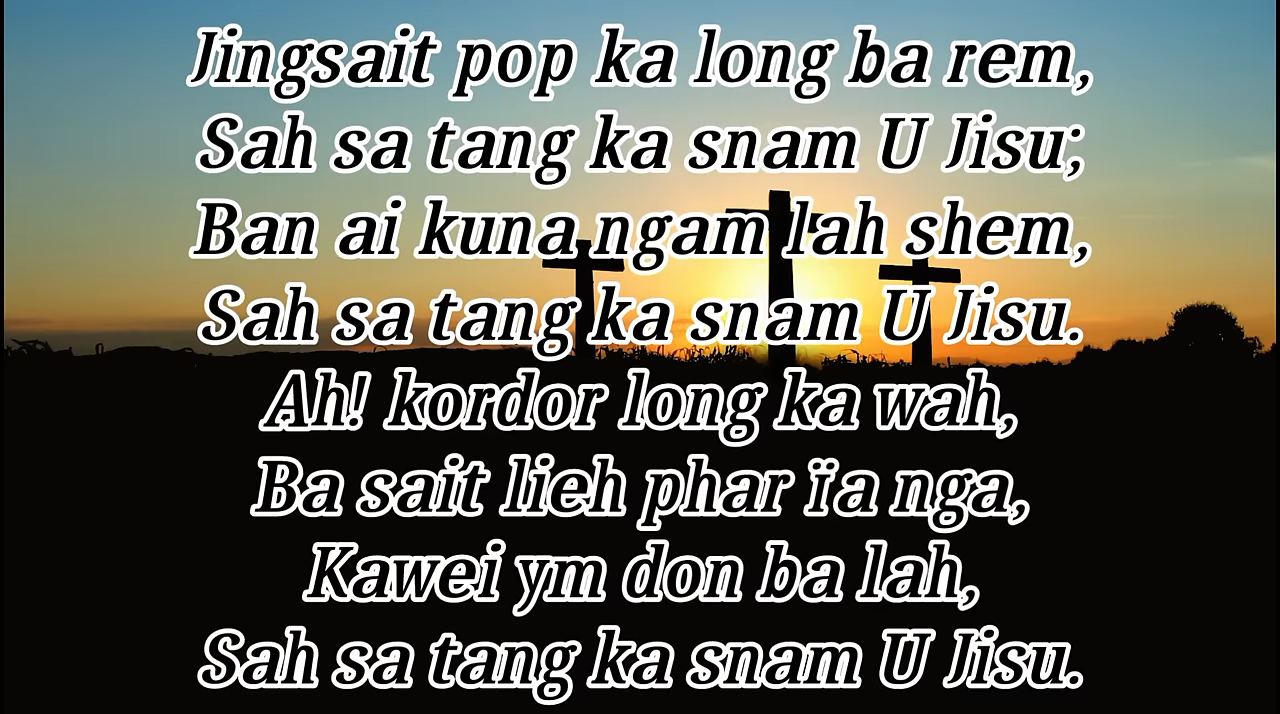 Jingsait pop ka long ba rem,
Sah sa tang ka snam U Jisu;
Ban ai kuna ngam lah shem,
Sah sa tang ka snam U Jisu.
Ah! kordor long ka wah,
Ba sait lieh phar ïa nga,
Kawei ym don ba lah,
Sah sa tang ka snam U Jisu.